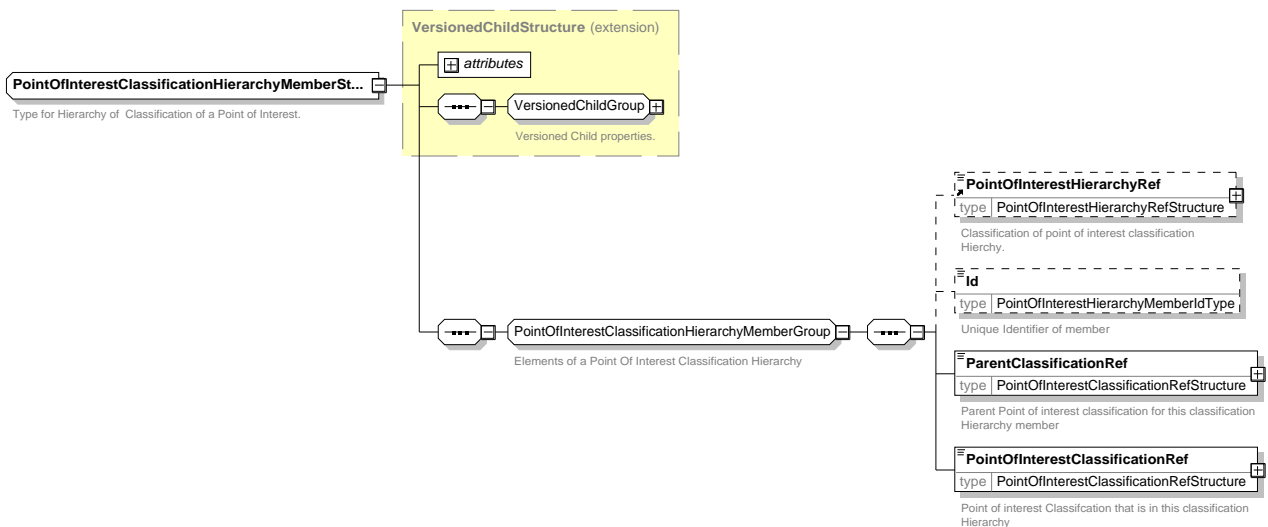 VersionedChildStructure (extension)
attributes
PointOfInterestClassificationHierarchyMemberSt...
Type for Hierarchy of Classification of a Point of Interest.
VersionedChildGroup
Versioned Child properties.
PointOfInterestHierarchyRef
type PointOfInterestHierarchyRefStructure
Classification of point of interest classification
Hierchy.
Id
type PointOfInterestHierarchyMemberIdType
Unique Identifier of member
PointOfInterestClassificationHierarchyMemberGroup
Elements of a Point Of Interest Classification Hierarchy
ParentClassificationRef
type PointOfInterestClassificationRefStructure
Parent Point of interest classification for this classification
Hierarchy member
PointOfInterestClassificationRef
type PointOfInterestClassificationRefStructure
Point of interest Classifcation that is in this classification
Hierarchy